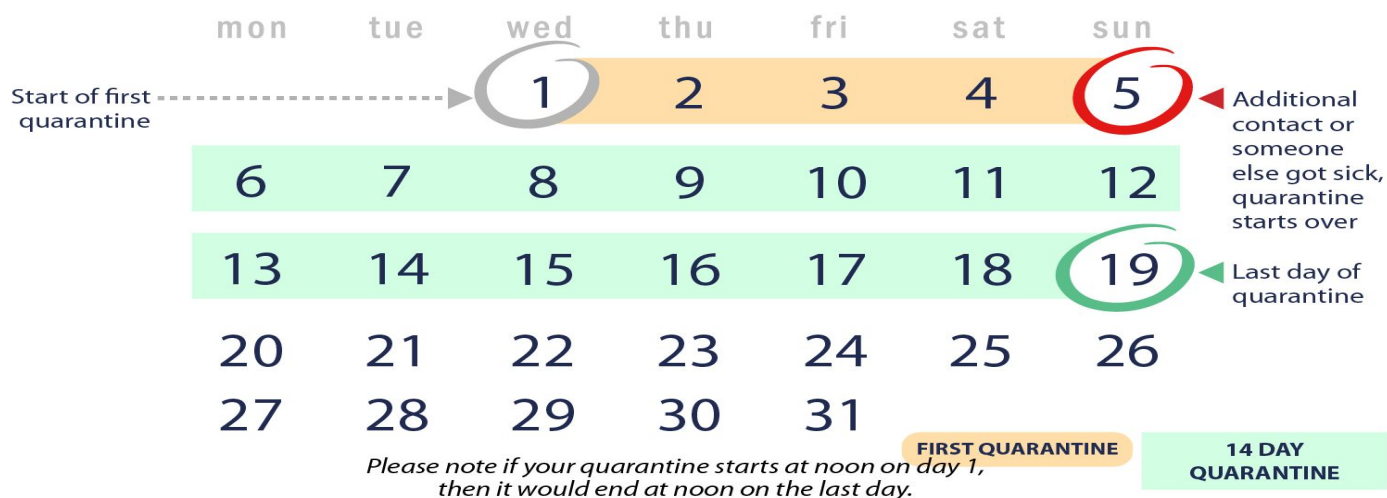 mon tue wed thu fri sat sun
Start of first
quarantine
1 2 3 4 5
Additional
contact or
someone
else got sick,
quarantine
starts over
6 7 8 9 10 11 12
13 14 15 16 17 18 19
Last day of
quarantine
20 21 22 23 24 25 26
27 28 29 30 31
FIRST QUARANTINE
14 DAY
QUARANTINE
Please note if your quarantine starts at noon on day 1,
then it would end at noon on the last day.